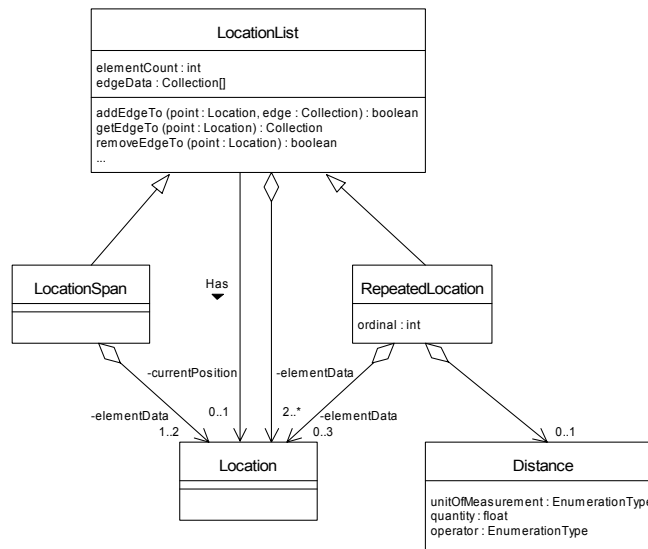 LocationList
elementCount : int
edgeData : Collection[]
addEdgeTo (point : Location, edge : Collection) : boolean
getEdgeTo (point : Location) : Collection
removeEdgeTo (point : Location) : boolean
...
LocationSpan
Has
RepeatedLocation
ordinal : int
-currentPosition
-elementData
-elementData
-elementData
1..2
0..1
2..*
0..3
0..1
Location
Distance
unitOfMeasurement : EnumerationType
quantity : float
operator : EnumerationType